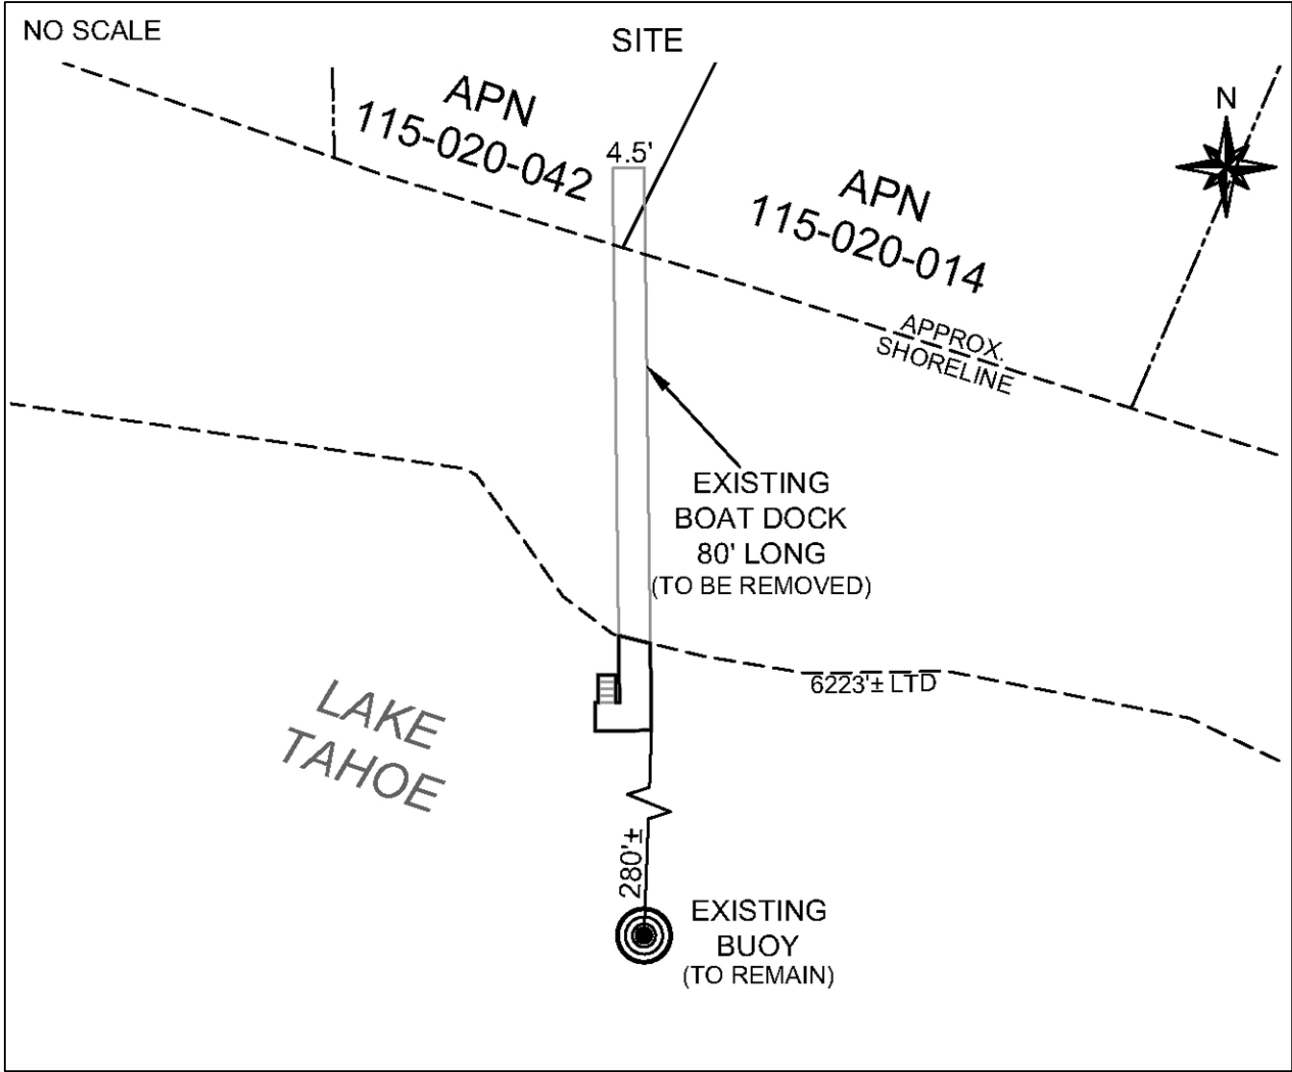 NO SCALE
SITE
N
APN
115-020-042
4.5'
APN
115-020-014
APPROX.
SHORELINE
EXISTING
BOAT DOCK
80' LONG
(TO BE REMOVED)
6223'± LTD
LAKE
TAHOE
280'±
EXISTING
BUOY
(TO REMAIN)